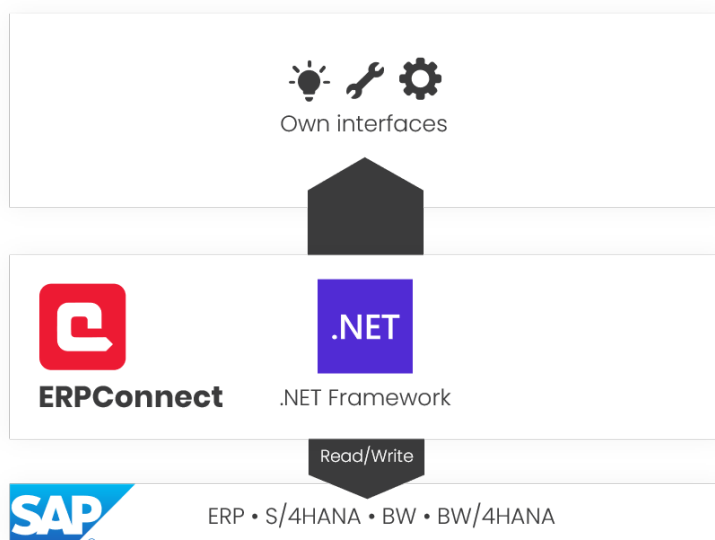 Own interfaces
.NET
ERPConnect
.NET Framework
Read/Write
SAP
ERP • S/4HANA • BW • BW/4HANA